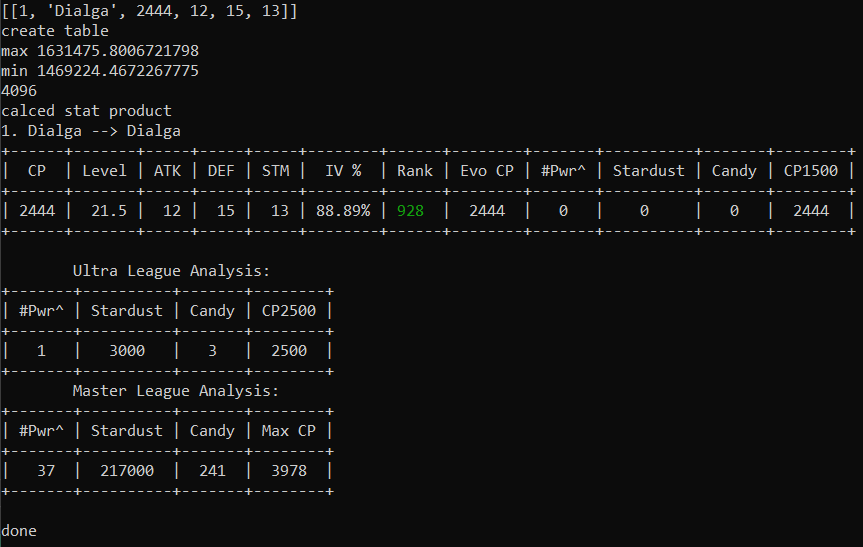 [[1, 'Dialga', 2444, 12, 15, 13]]
create table
max 1631475.8006721798
min 1469224.4672267775
4096
calced stat product
1. Dialga --> Dialga
+------+-------+-----+-----+-----+--------+------+--------+-------+----------+-------+--------+
|  CP  | Level | ATK | DEF | STM |  IV %  | Rank | Evo CP | #Pwr^ | Stardust | Candy | CP1500 |
+------+-------+-----+-----+-----+--------+------+--------+-------+----------+-------+--------+
| 2444 |  21.5 |  12 |  15 |  13 | 88.89% | 928  |  2444  |   0   |    0     |   0   |  2444  |
+------+-------+-----+-----+-----+--------+------+--------+-------+----------+-------+--------+
        Ultra League Analysis:
+-------+----------+-------+--------+
| #Pwr^ | Stardust | Candy | CP2500 |
+-------+----------+-------+--------+
|   1   |   3000   |   3   |  2500  |
+-------+----------+-------+--------+
        Master League Analysis:
+-------+----------+-------+--------+
| #Pwr^ | Stardust | Candy | Max CP |
+-------+----------+-------+--------+
|   37  |  217000  |  241  |  3978  |
+-------+----------+-------+--------+
done